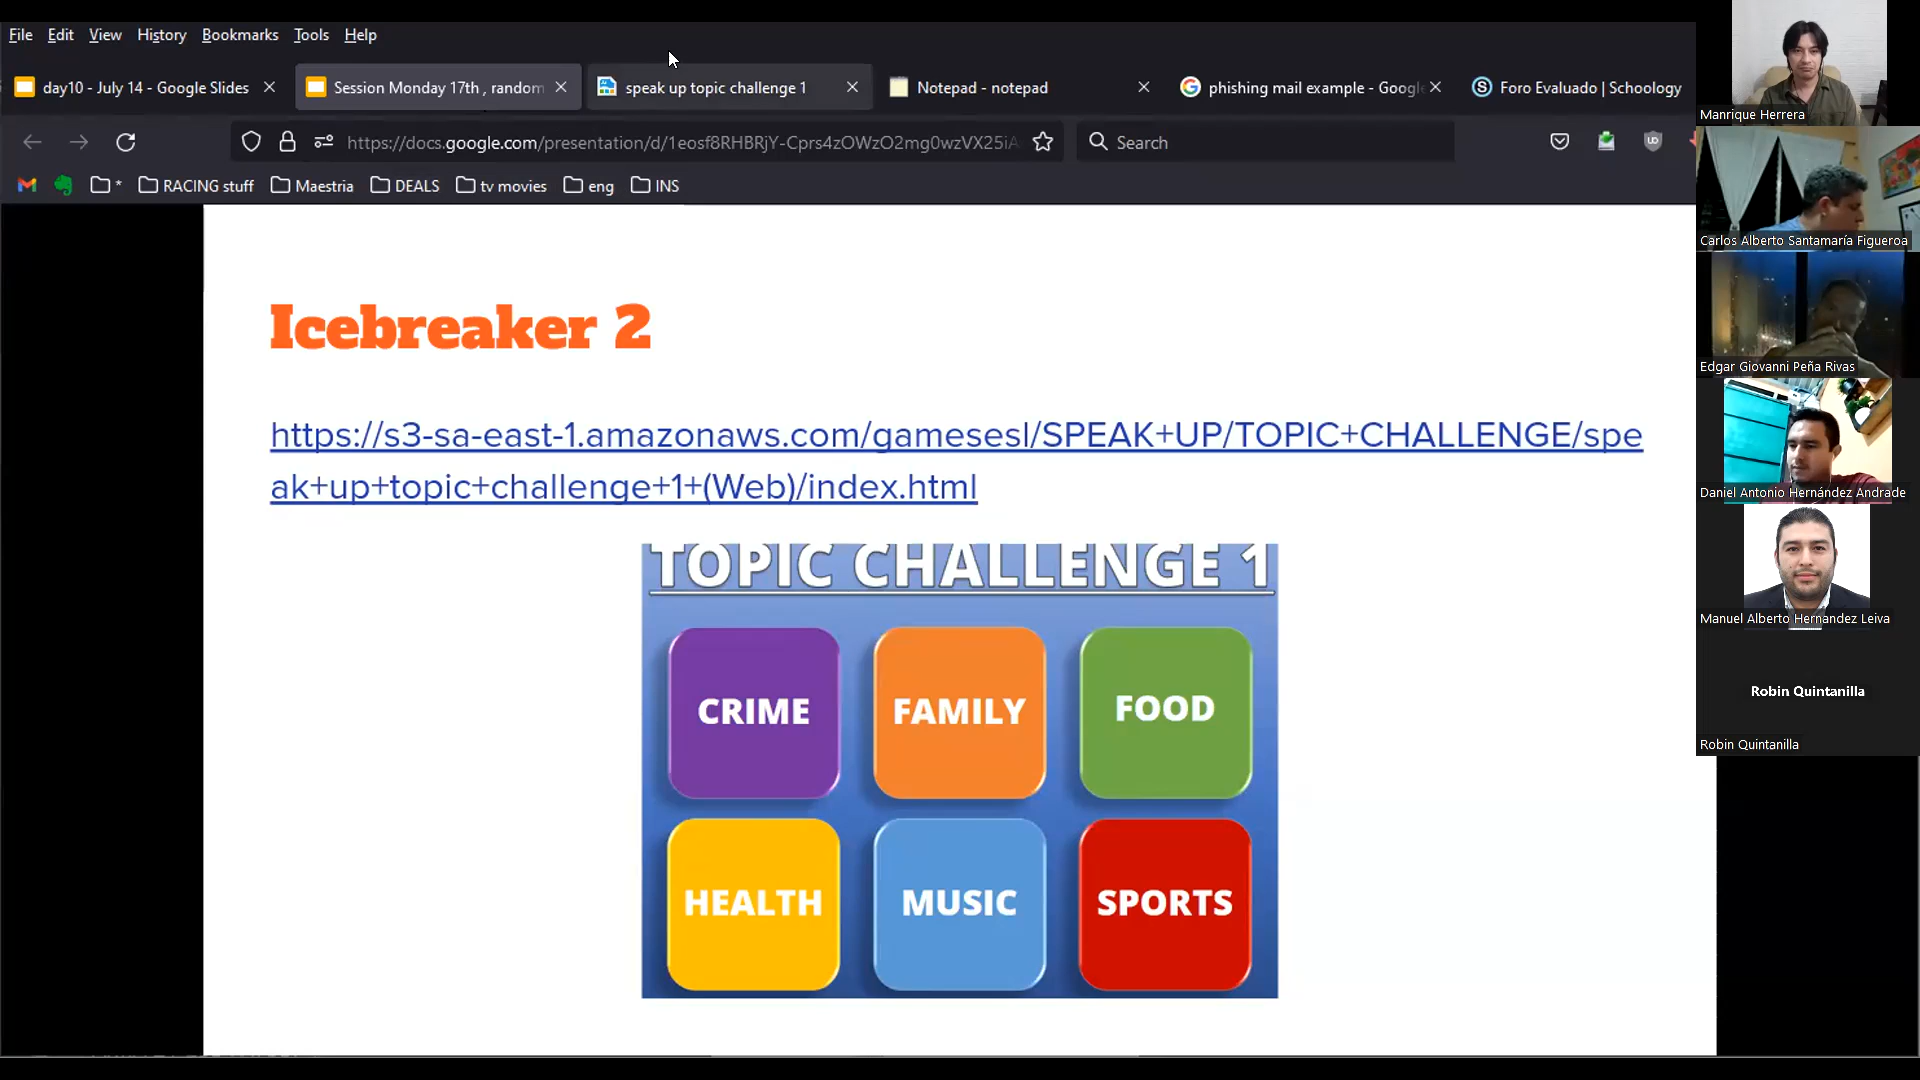 File Edit View History Bookmarks Tools Help
day10 - July 14 - Google Slides
Session Monday 17th , random
speak up topic challenge 1
Notepad - notepad
phishing mail example - Googl
Foro Evaluado | Schoology
https://docs.google.com/presentation/d/1eosf8RHBRjY-Cprs4zOWzO2mg0wzVX25iA
Search
* RACING stuff Maestria DEALS tv movies eng INS
Icebreaker 2
https://s3-sa-east-1.amazonaws.com/gamesesl/SPEAK+UP/TOPIC+CHALLENGE/spe
ak+up+topic+challenge+1+(Web)/index.html
TOPIC CHALLENGE 1
CRIME FAMILY FOOD
HEALTH MUSIC SPORTS
Manrique Herrera
Carlos Alberto Santamaría Figueroa
Edgar Giovanni Peña Rivas
Daniel Antonio Hernández Andrade
Manuel Alberto Hernandez Leiva
Robin Quintanilla
Robin Quintanilla